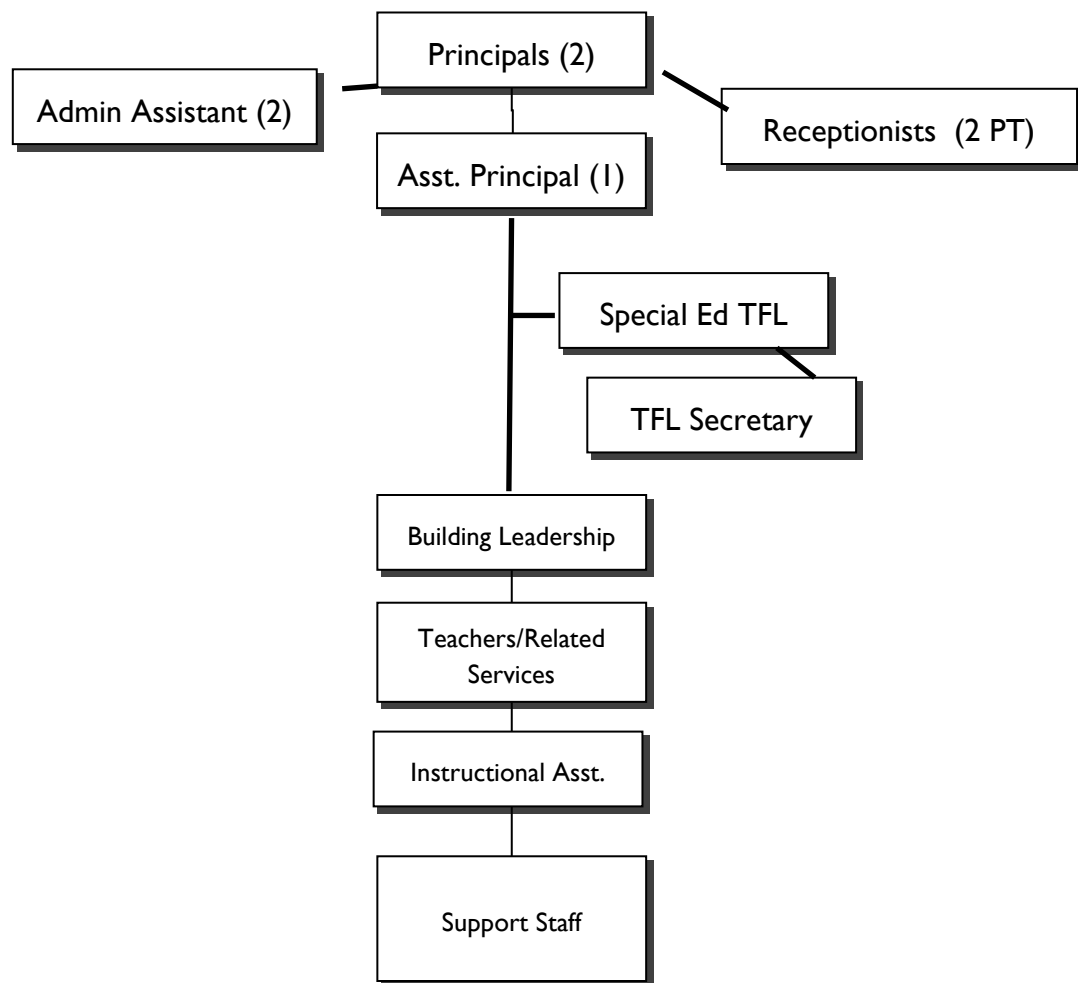 Principals (2)
Admin Assistant (2)
Receptionists (2 PT)
Asst. Principal (1)
Special Ed TFL
TFL Secretary
Building Leadership
Teachers/Related
Services
Instructional Asst.
Support Staff